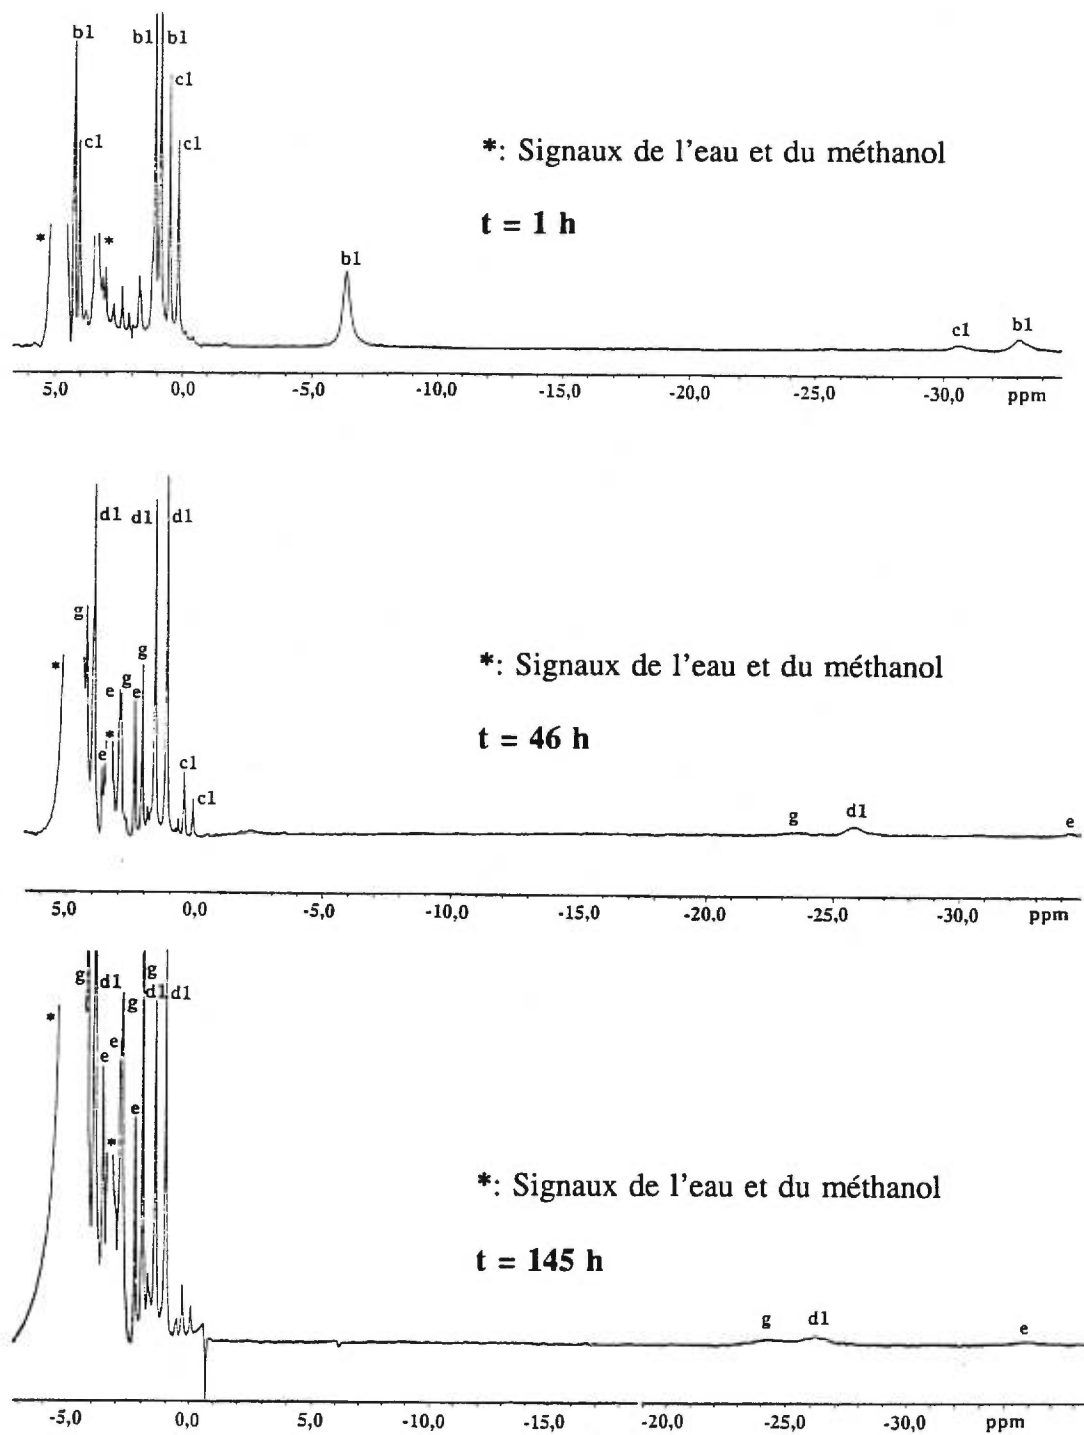 b1 b1 b1
c1
c1 c1
*: Signaux de l'eau et du méthanol
t = 1 h
* *
b1
c1 b1
5,0 0,0 -5,0 -10,0 -15,0 -20,0 -25,0 -30,0 ppm
d1 d1 d1
g
*: Signaux de l'eau et du méthanol
* g
e g e
t = 46 h
e *
c1
c1
g d1 e
5,0 0,0 -5,0 -10,0 -15,0 -20,0 -25,0 -30,0 ppm
g d1 g g d1 d1
*
e e
e
*
*: Signaux de l'eau et du méthanol
t = 145 h
g d1 e
-5,0 0,0 5,0 -10,0 -15,0 -20,0 -25,0 -30,0 ppm